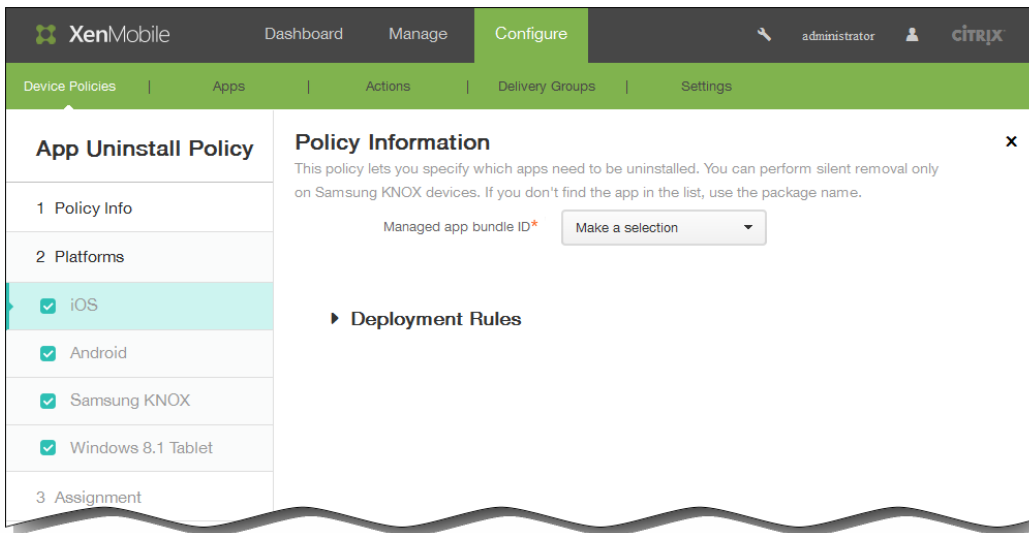 XenMobile Dashboard Manage Configure administrator CİTRIX
Device Policies | Apps | Actions | Delivery Groups | Settings
App Uninstall Policy
1 Policy Info
2 Platforms
iOS
Android
Samsung KNOX
Windows 8.1 Tablet
3 Assignment
Policy Information
This policy lets you specify which apps need to be uninstalled. You can perform silent removal only
on Samsung KNOX devices. If you don't find the app in the list, use the package name.
Managed app bundle ID* Make a selection
Deployment Rules